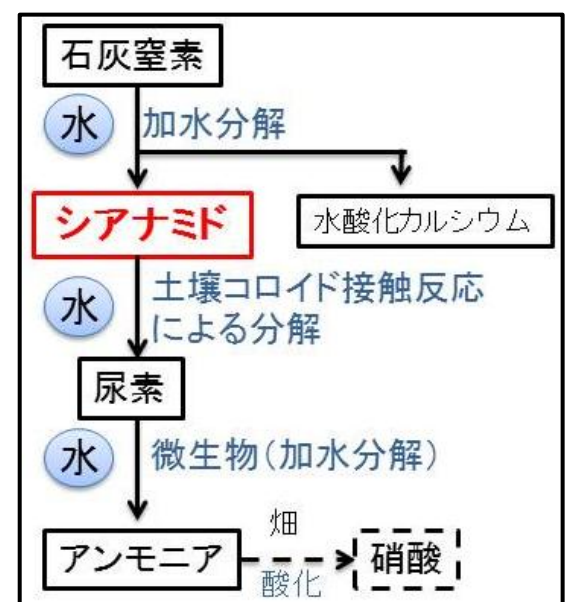 石灰窒素
水 加水分解
シアナミド 水酸化カルシウム
水 土壌コロイド接触反応
による分解
尿素
水 微生物(加水分解)
畑
アンモニア 硝酸
酸化